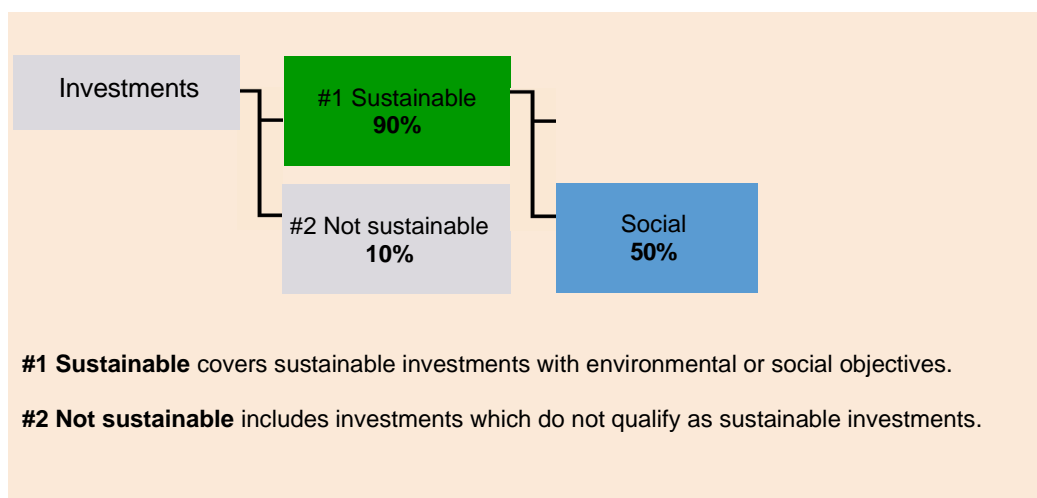 Investments
#1 Sustainable
90%
#2 Not sustainable
10%
Social
50%
#1 Sustainable covers sustainable investments with environmental or social objectives.
#2 Not sustainable includes investments which do not qualify as sustainable investments.